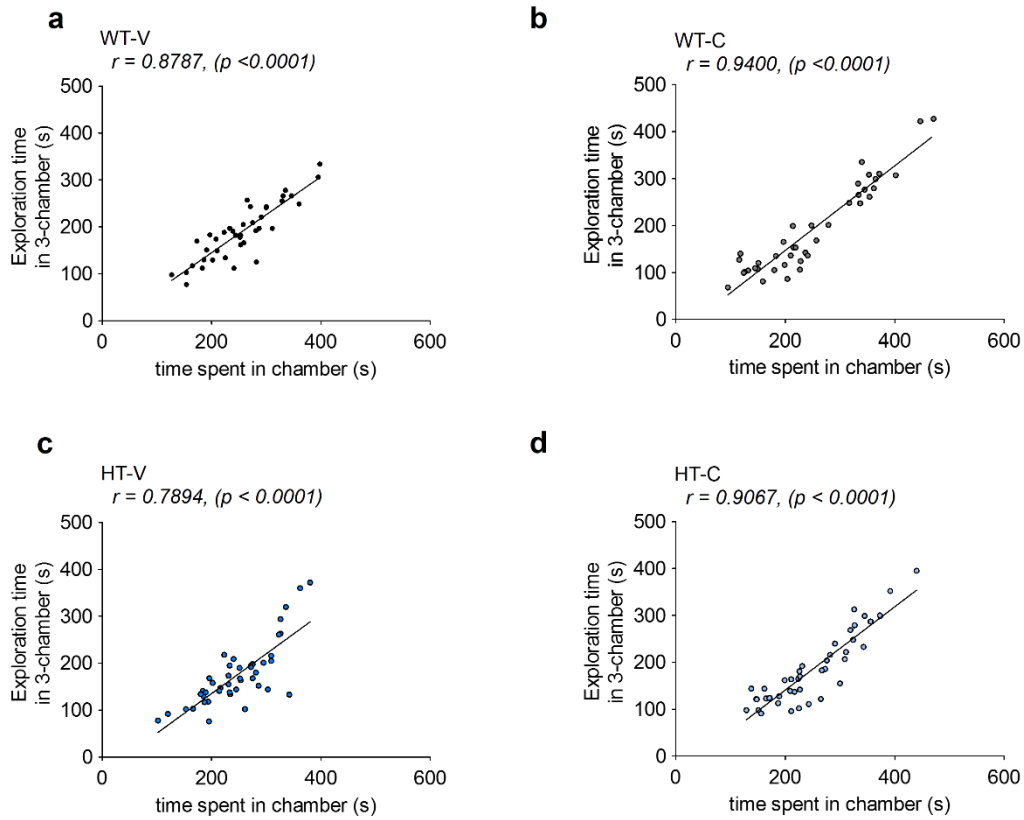 a
WT-V
r = 0.8787, (p <0.0001)
500
400
300
200
100
0
Exploration time
in 3-chamber (s)
0 200 400 600
time spent in chamber (s)
b
WT-C
r = 0.9400, (p <0.0001)
500
400
300
200
100
0
Exploration time
in 3-chamber (s)
0 200 400 600
time spent in chamber (s)
c
HT-V
r = 0.7894, (p < 0.0001)
500
400
300
200
100
0
Exploration time
in 3-chamber (s)
0 200 400 600
time spent in chamber (s)
d
HT-C
r = 0.9067, (p < 0.0001)
500
400
300
200
100
0
Exploration time
in 3-chamber (s)
0 200 400 600
time spent in chamber (s)